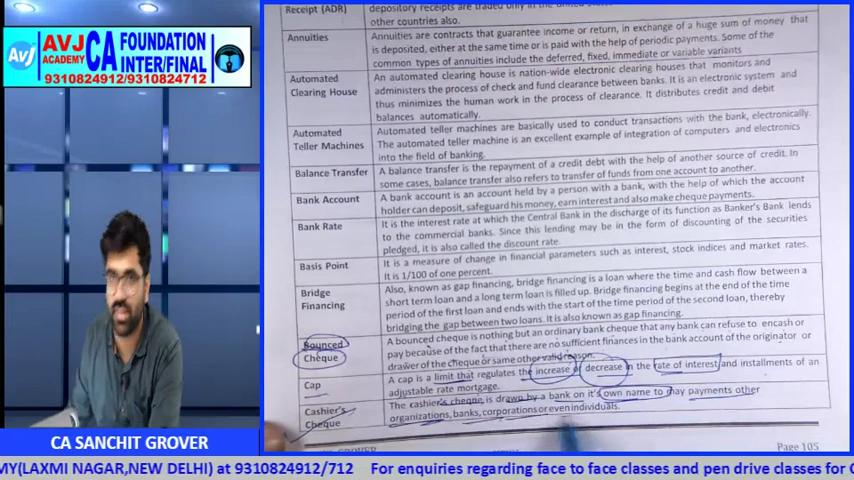 AVJ
AVJ
ACADEMY
CA
FOUNDATION
INTER/FINAL
9310824912/9310824712
Receipt (ADR)
depository receipts are traded only in the
other countries also.
Annuities
Annuities are contracts that guarantee income or return, in exchange of a huge sum of money that
is deposited, either at the same time or is paid with the help of periodic payments. Some of the
common types of annuities include the deferred, fixed, immediate or variable variants
Automated
Clearing House
An automated clearing house is nation-wide electronic clearing houses that monitors and
administers the process of check and fund clearance between banks. It is an electronic system and
thus minimizes the human work in the process of clearance. It distributes credit and debit
balances automatically.
Automated
Teller Machines
Automated teller machines are basically used to conduct transactions with the bank, electronically.
The automated teller machine is an excellent example of integration of computers and electronics
into the field of banking.
Balance Transfer
A balance transfer is the repayment of a credit debt with the help of another source of credit. In
some cases, balance transfer also refers to transfer of funds from one account to another.
Bank Account
A bank account is an account held by a person with a bank, with the help of which the account
holder can deposit, safeguard his money, earn interest and also make cheque payments.
Bank Rate
It is the interest rate at which the Central Bank in the discharge of its function as Banker's Bank lends
to the commercial banks. Since this lending may be in the form of discounting of the securities
pledged, it is also called the discount rate.
Basis Point
It is a measure of change in financial parameters such as interest, stock indices and market rates.
It is 1/100 of one percent.
Bridge
Financing
Also, known as gap financing, bridge financing is a loan where the time and cash flow between a
short term loan and a long term loan is filled up. Bridge financing begins at the end of the time
period of the first loan and ends with the start of the time period of the second loan, thereby
bridging the gap between two loans. It is also known as gap financing.
Bounced
Cheque
A bounced cheque is nothing but an ordinary bank cheque that any bank can refuse to encash or
pay because of the fact that there are no sufficient finances in the bank account of the originator or
drawer of the cheque or same other valid reason.
Cap
A cap is a limit that regulates the increase or decrease in the rate of interest and installments of an
adjustable rate mortgage.
Cashier's
Cheque
The cashier's cheque is drawn by a bank on it's own name to may payments other
organizations, banks, corporations or even individuals.
Page 105
CA SANCHIT GROVER
MY(LAXMI NAGAR,NEW DELHI) at 9310824912/712 For enquiries regarding face to face classes and pen drive classes for